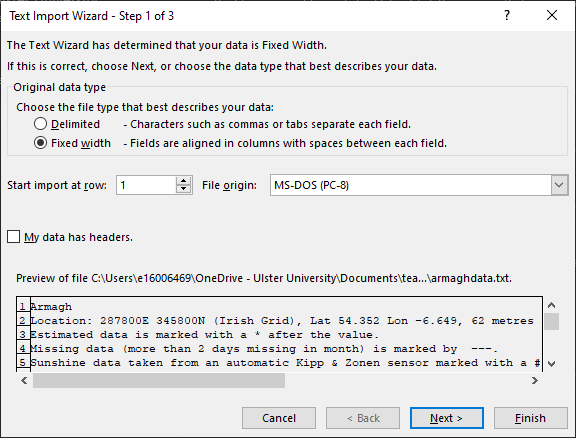 Text Import Wizard - Step 1 of 3
The Text Wizard has determined that your data is Fixed Width.
If this is correct, choose Next, or choose the data type that best describes your data.
Original data type
Choose the file type that best describes your data:
Delimited - Characters such as commas or tabs separate each field.
Fixed width - Fields are aligned in columns with spaces between each field.
Start import at row: 1 File origin: MS-DOS (PC-8)
My data has headers.
Preview of file C:\Users\e16006469\OneDrive - Ulster University\Documents\tea...\armaghdata.txt.
1 Armagh
2 Location: 287800E 345800N (Irish Grid), Lat 54.352 Lon -6.649, 62 metres
3 Estimated data is marked with a * after the value.
4 Missing data (more than 2 days missing in month) is marked by  ---.
5 Sunshine data taken from an automatic Kipp & Zonen sensor marked with a #
Cancel < Back Next > Finish